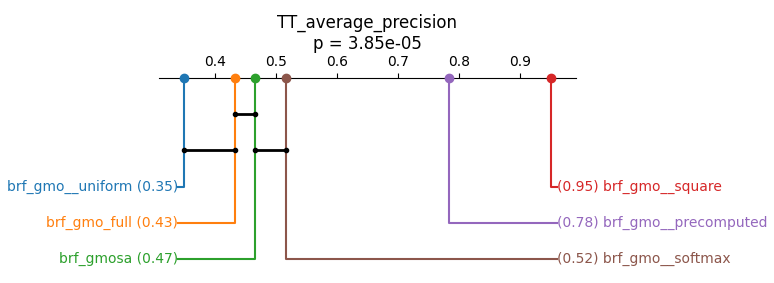 TT_average_precision
p = 3.85e-05
0.4 0.5 0.6 0.7 0.8 0.9
brf_gmo__uniform (0.35) (0.95) brf_gmo__square
brf_gmo_full (0.43) (0.78) brf_gmo__precomputed
brf_gmosa (0.47) (0.52) brf_gmo__softmax